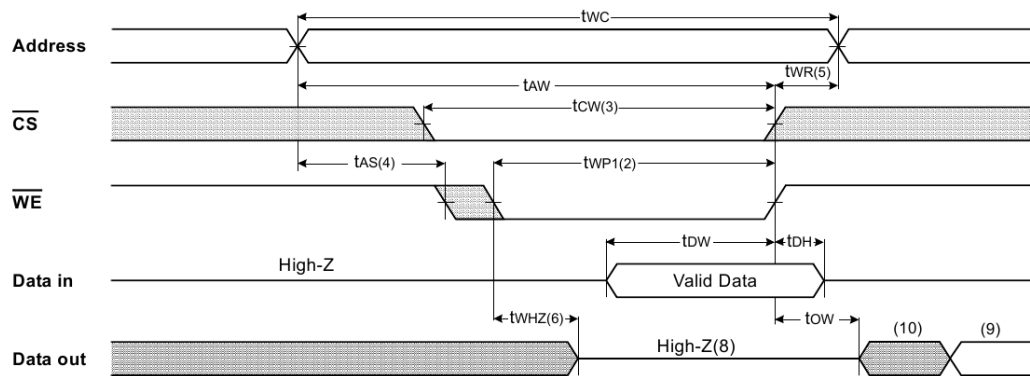 tWC
Address
tAW tWR(5)
tCW(3)
CS
tAS(4) tWP1(2)
WE
tDW tDH
High-Z
Data in Valid Data
tWHZ(6) tOW
High-Z(8) (10) (9)
Data out